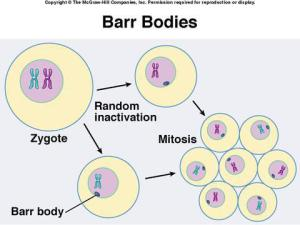 Copyright © The McGraw-Hill Companies, Inc. Permission required for reproduction or display.
Barr Bodies
Random
inactivation
Zygote
Mitosis
Barr body